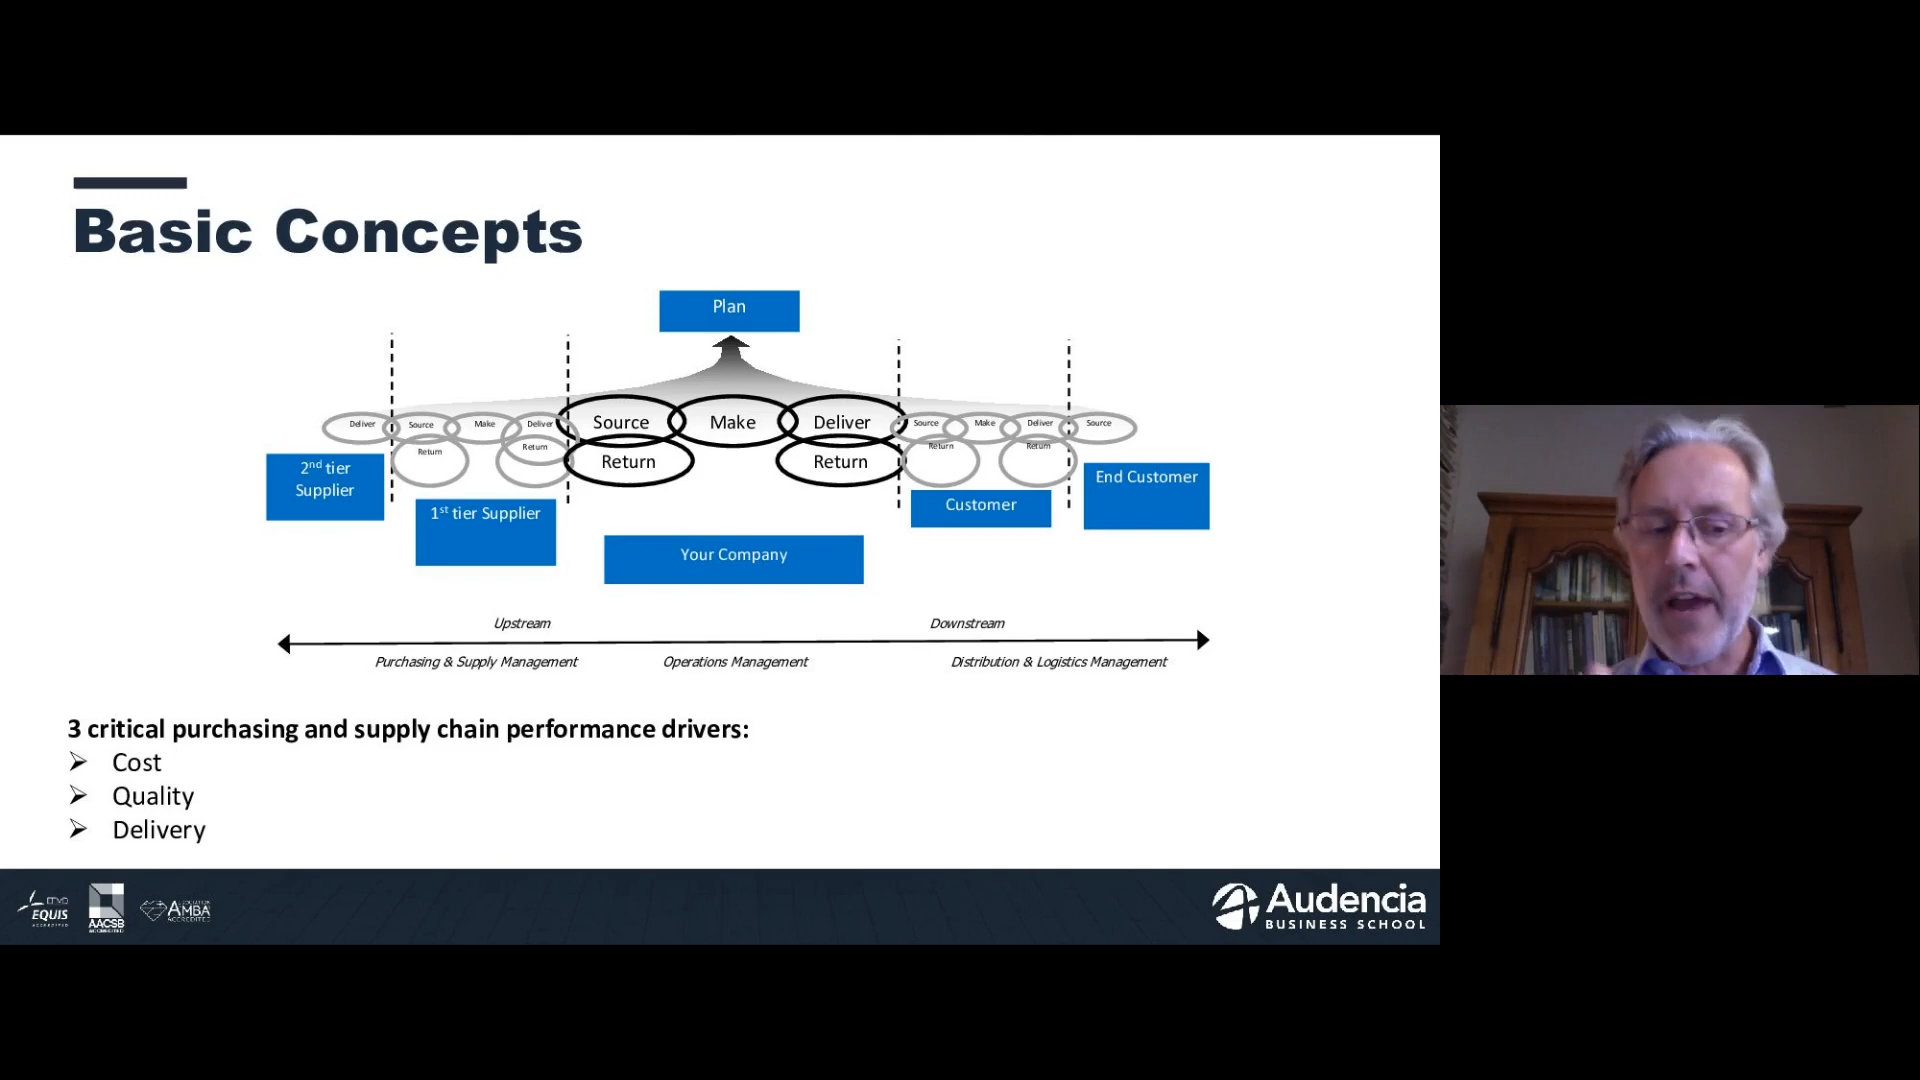 Basic Concepts
Plan
Deliver
Source
Make
Deliver
Source
Make
Deliver
Source
Make
Deliver
Source
Return
Return
Return
Return
Return
Return
2nd tier
Supplier
1st tier Supplier
Your Company
Customer
End Customer
Upstream
Downstream
Purchasing & Supply Management
Operations Management
Distribution & Logistics Management
3 critical purchasing and supply chain performance drivers:
➢ Cost
➢ Quality
➢ Delivery
EQUIS
AACSB
AMBA
Audencia
BUSINESS SCHOOL